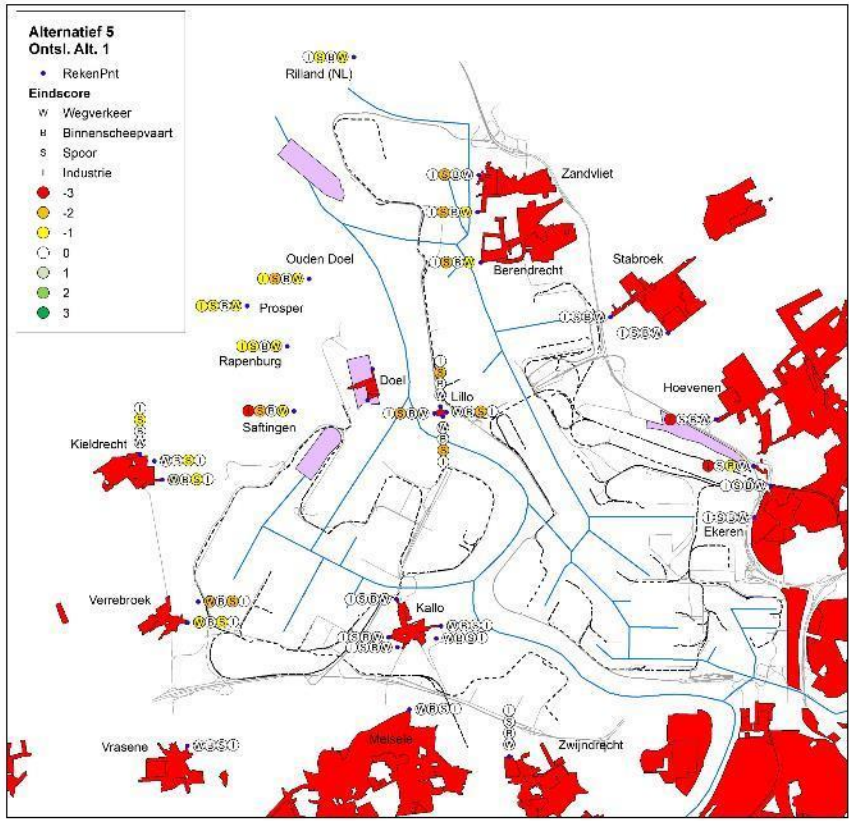 Alternatief 5
Ontsl. Alt. 1
RekenPnt
Eindscore
W Wegverkeer
B Binnenscheepvaart
S Spoor
I Industrie
-3
-2
-1
0
1
2
3
I S B W
Rilland (NL)
I S B W
Zandvliet
I S B W
Ouden Doel
Stabroek
I S B W
Berendrecht
I S B W
I S B W
Prosper
I S B W
I S B W
I S B W
Rapenburg
I S B W
Doel
Lillo
Hoevenen
I S B W
Saftingen
I S B W
W B S I
I S B W
W B S I
Kieldrecht
I S B W
W B S I
I S B W
W B S I
I S B W
I S B W
Ekeren
Verrebroek
W B S I
I S B W
Kallo
W B S I
W B S I
I S B W
W B S I
I S B W
W B S I
I S B W
Vrasene
W B S I
Melsele
Zwijndrecht